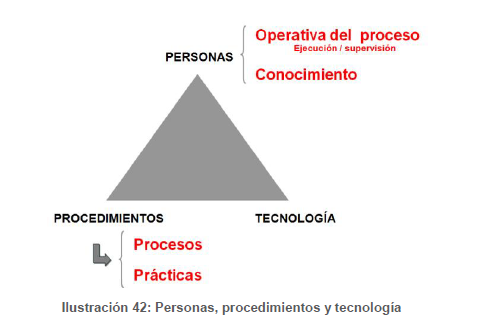 Operativa del proceso
Ejecución / supervisión
PERSONAS
Conocimiento
PROCEDIMIENTOS
TECNOLOGÍA
Procesos
Prácticas
Ilustración 42: Personas, procedimientos y tecnología